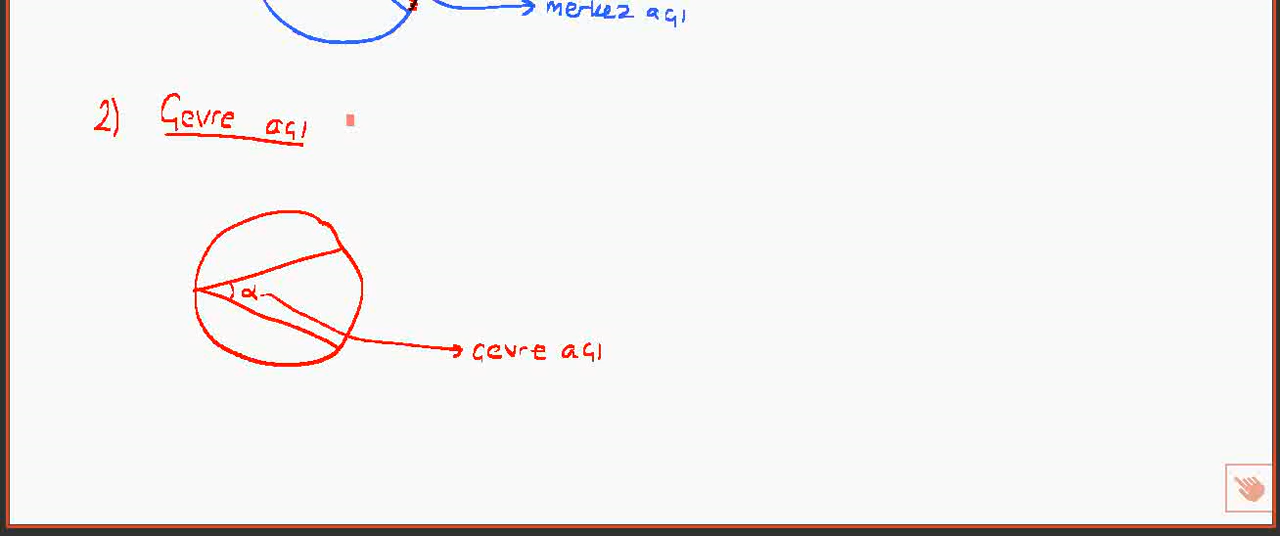 merkez açı
2) Çevre açı
α
çevre açı